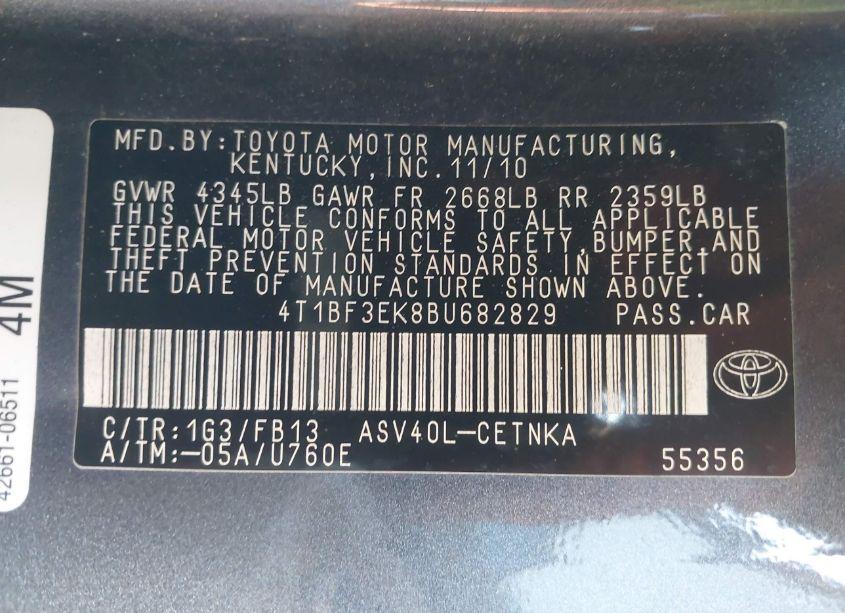 MFD.BY:TOYOTA MOTOR MANUFACTURING,
KENTUCKY,INC.11/10
GVWR 4345LB GAWR FR 2668LB RR 2359LB
THIS VEHICLE CONFORMS TO ALL APPLICABLE
FEDERAL MOTOR VEHICLE SAFETY,BUMPER,AND
THEFT PREVENTION STANDARDS IN EFFECT ON
THE DATE OF MANUFACTURE SHOWN ABOVE.
4T1BF3EK8BU682829 PASS.CAR
C/TR:1G3/FB13 ASV40L-CETNKA
A/TM:-05A/U760E 55356
4M
42661-06511